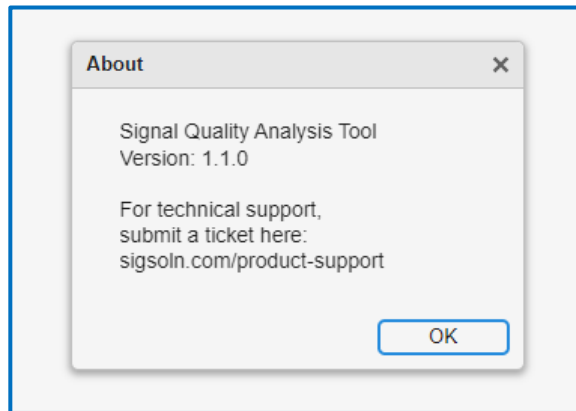 About
Signal Quality Analysis Tool
Version: 1.1.0
For technical support,
submit a ticket here:
sigsoln.com/product-support
OK